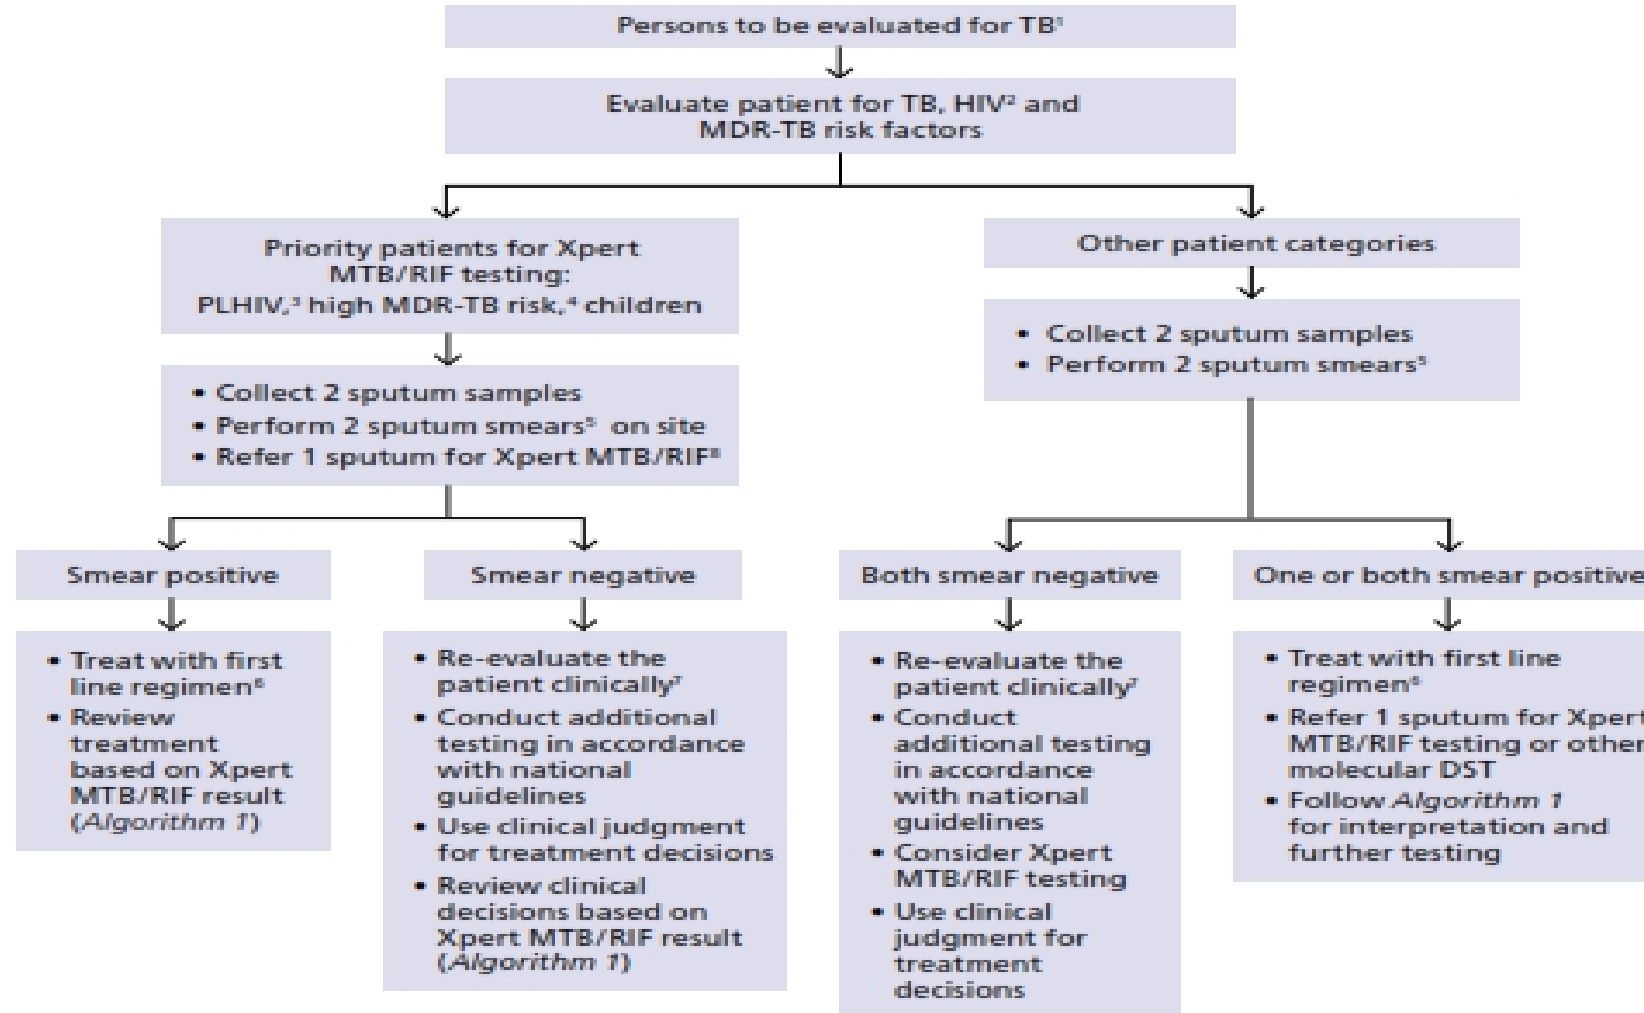 Persons to be evaluated for TB¹
Evaluate patient for TB, HIV² and
MDR-TB risk factors
Priority patients for Xpert
MTB/RIF testing:
PLHIV,³ high MDR-TB risk,⁴ children
Other patient categories
• Collect 2 sputum samples
• Perform 2 sputum smears⁵ on site
• Refer 1 sputum for Xpert MTB/RIF⁸
• Collect 2 sputum samples
• Perform 2 sputum smears⁵
Smear positive
Smear negative
Both smear negative
One or both smear positive
• Treat with first
line regimen⁶
• Review
treatment
based on Xpert
MTB/RIF result
(Algorithm 1)
• Re-evaluate the
patient clinically⁷
• Conduct additional
testing in accordance
with national
guidelines
• Use clinical judgment
for treatment decisions
• Review clinical
decisions based on
Xpert MTB/RIF result
(Algorithm 1)
• Re-evaluate the
patient clinically⁷
• Conduct
additional testing
in accordance
with national
guidelines
• Consider Xpert
MTB/RIF testing
• Use clinical
judgment for
treatment
decisions
• Treat with first line
regimen⁶
• Refer 1 sputum for Xpert
MTB/RIF testing or other
molecular DST
• Follow Algorithm 1
for interpretation and
further testing